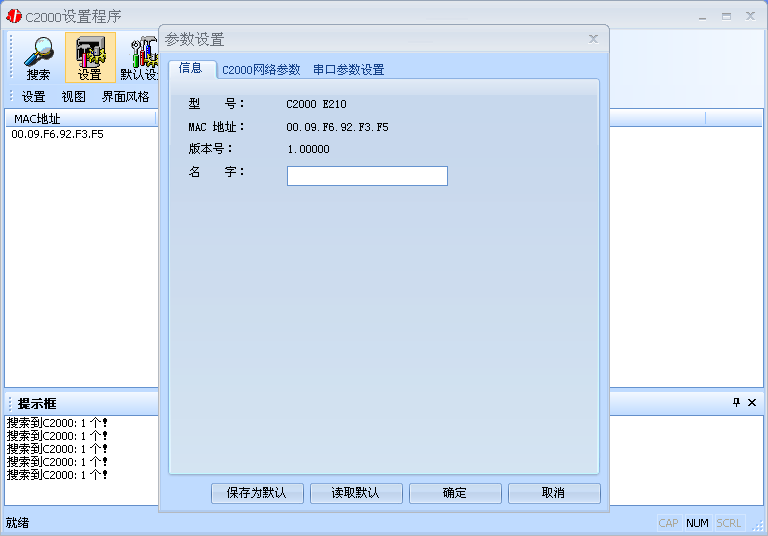 C2000设置程序
搜索
设置
默认设
设置 视图 界面风格
MAC地址
00.09.F6.92.F3.F5
参数设置
信息 C2000网络参数 串口参数设置
型 号： C2000 E210
MAC 地址： 00.09.F6.92.F3.F5
版本号： 1.00000
名 字：
保存为默认 读取默认 确定 取消
提示框
搜索到C2000: 1 个!
搜索到C2000: 1 个!
搜索到C2000: 1 个!
搜索到C2000: 1 个!
搜索到C2000: 1 个!
就绪
CAP NUM SCRL